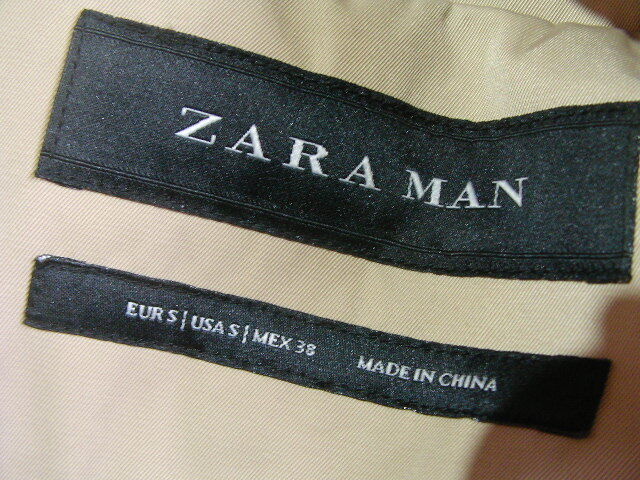 ZARA MAN
EUR S | USA S | MEX 38 MADE IN CHINA